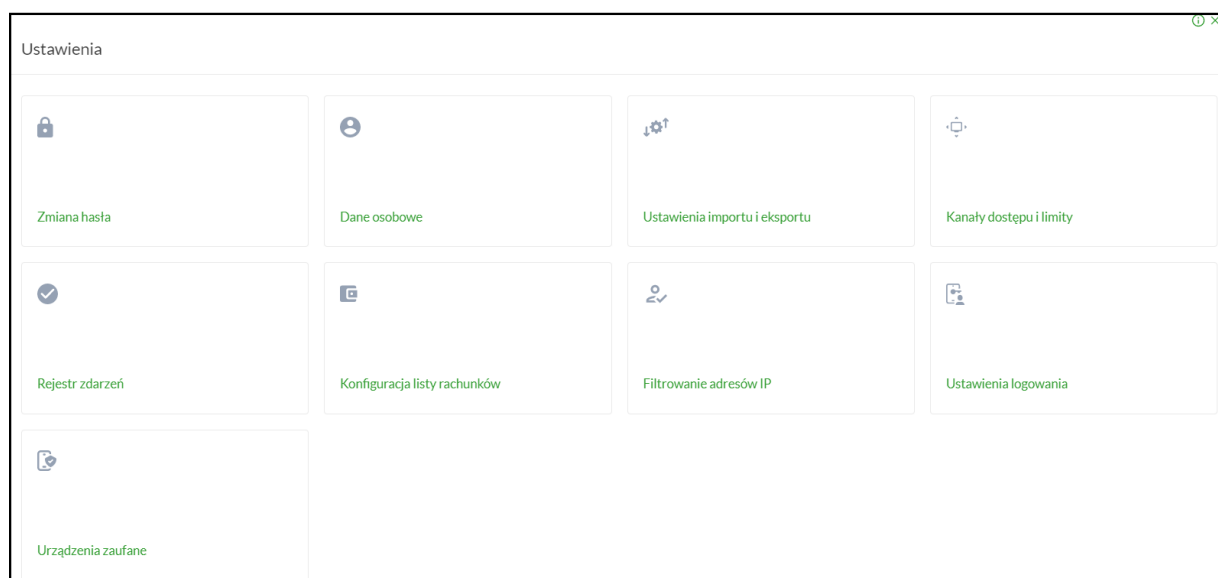 Ustawienia
Zmiana hasła
Dane osobowe
Ustawienia importu i eksportu
Kanały dostępu i limity
Rejestr zdarzeń
Konfiguracja listy rachunków
Filtrowanie adresów IP
Ustawienia logowania
Urządzenia zaufane